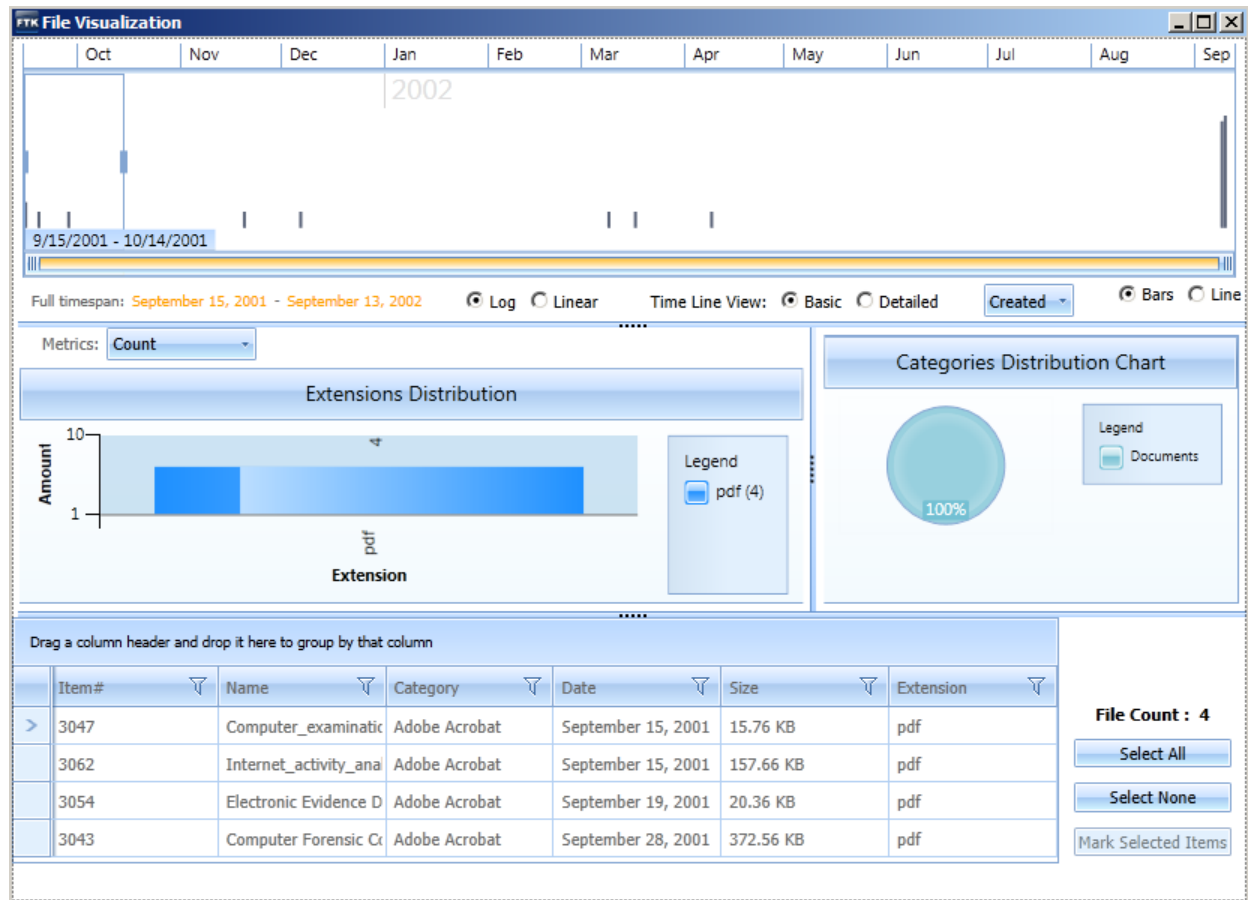 FTK File Visualization
Oct Nov Dec Jan Feb Mar Apr May Jun Jul Aug Sep
2002
9/15/2001 - 10/14/2001
Full timespan: September 15, 2001 - September 13, 2002 Log Linear Time Line View: Basic Detailed Created Bars Line
Metrics: Count
Extensions Distribution
Amount
10
1
4
pdf
Extension
Legend
pdf (4)
Categories Distribution Chart
100%
Legend
Documents
Drag a column header and drop it here to group by that column
Item# Name Category Date Size Extension
3047 Computer_examinatic Adobe Acrobat September 15, 2001 15.76 KB pdf
3062 Internet_activity_ana Adobe Acrobat September 15, 2001 157.66 KB pdf
3054 Electronic Evidence D Adobe Acrobat September 19, 2001 20.36 KB pdf
3043 Computer Forensic Cc Adobe Acrobat September 28, 2001 372.56 KB pdf
File Count : 4
Select All
Select None
Mark Selected Items